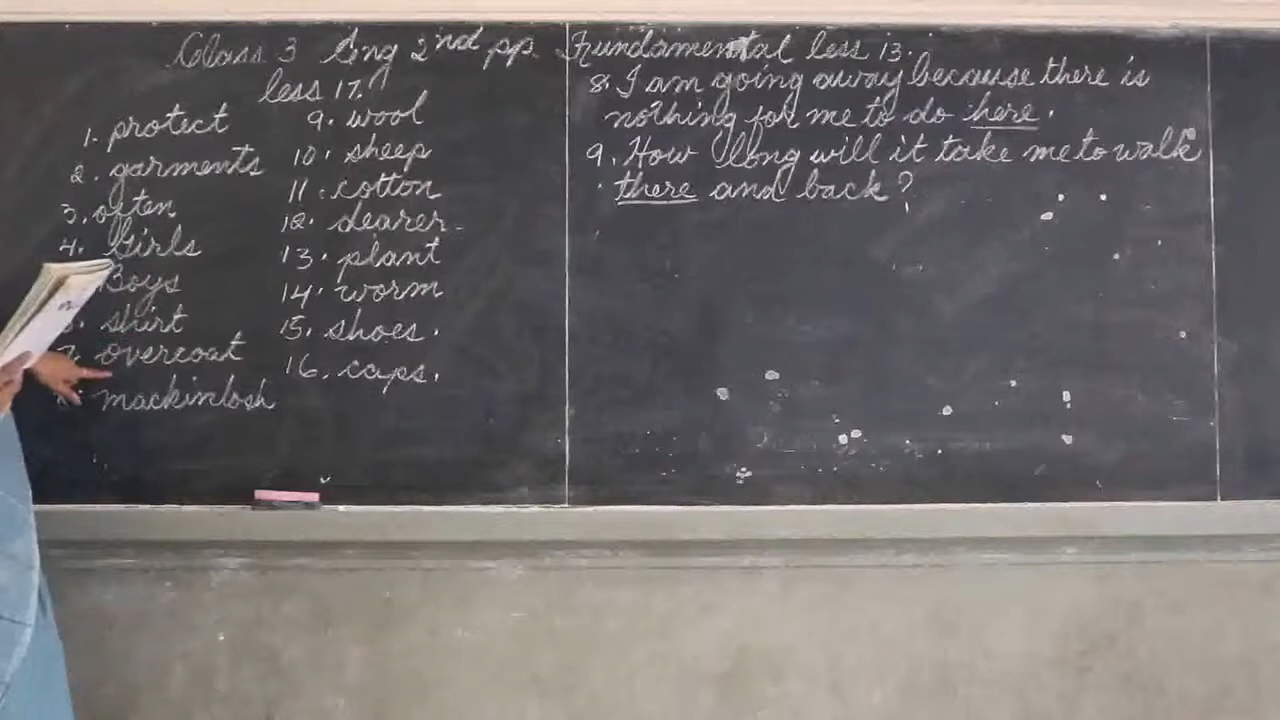 Class 3 Eng 2nd pp. Fundamental less 13.
less 17.
1. protect
2. garments
3. often
4. Girls
Boys
shirt
7. overcoat
mackintosh
9. wool
10. sheep
11. cotton
12. dearer.
13. plant
14. worm
15. shoes.
16. caps.
8. I am going away because there is
nothing for me to do here.
9. How long will it take me to walk
there and back?